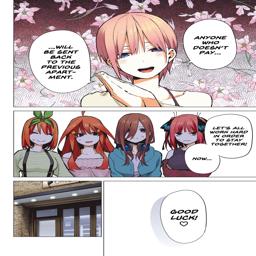 ANYONE
WHO
DOESN'T
PAY...
...WILL
BE SENT
BACK
TO THE
PREVIOUS
APART-
MENT.
LET'S ALL
WORK HARD
IN ORDER
TO STAY
TOGETHER!
NOW...
GOOD
LUCK!
♡